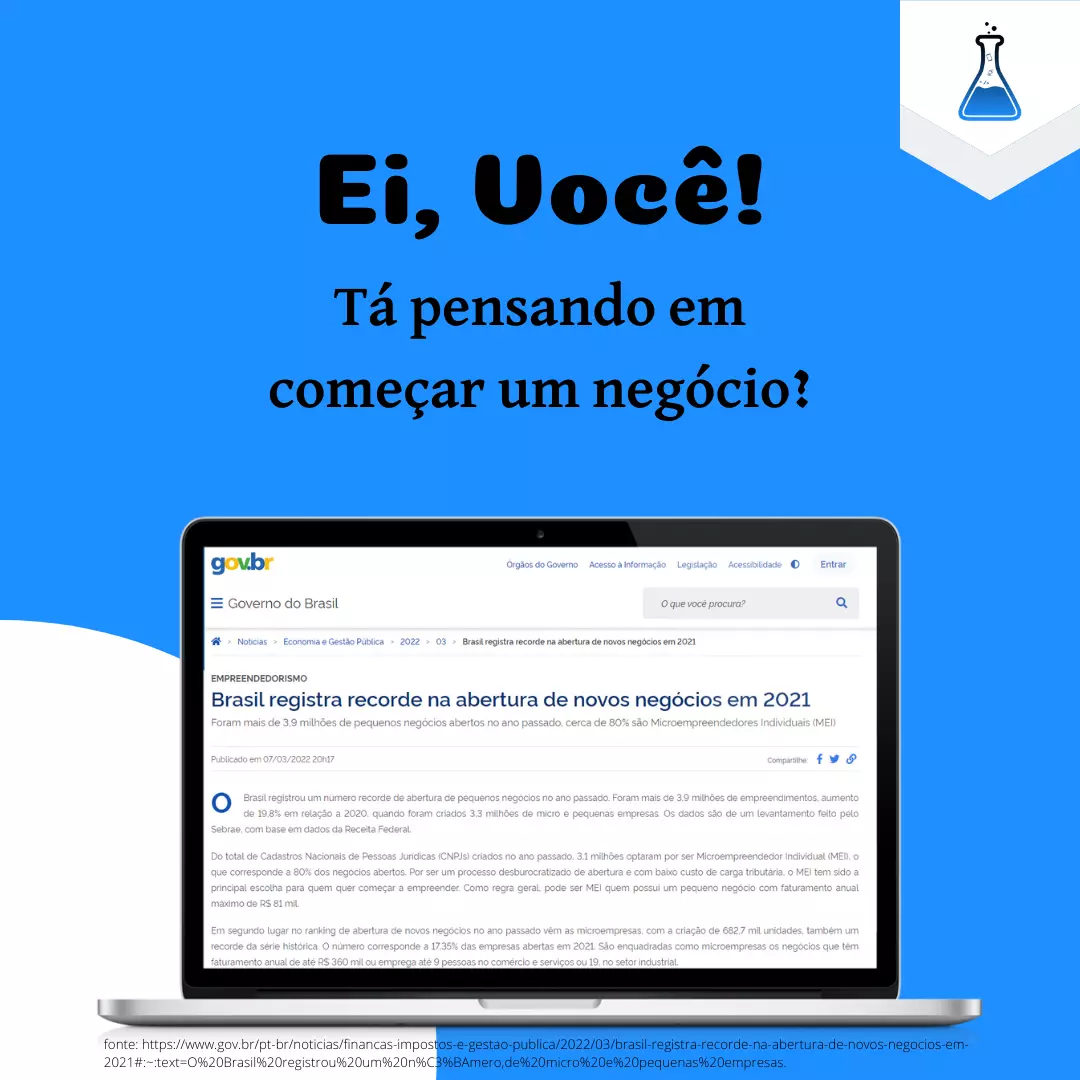 Ei, Você!
Tá pensando em
começar um negócio?
gov.br
Órgãos do Governo Acesso à Informação Legislação Acessibilidade Entrar
Governo do Brasil
O que você procura?
> Notícias > Economia e Gestão Pública > 2022 > 03 > Brasil registra recorde na abertura de novos negócios em 2021
EMPREENDEDORISMO
Brasil registra recorde na abertura de novos negócios em 2021
Foram mais de 3,9 milhões de pequenos negócios abertos no ano passado, cerca de 80% são Microempreendedores Individuais (MEI)
Publicado em 07/03/2022 20h17
Compartilhe:
O Brasil registrou um número recorde de abertura de pequenos negócios no ano passado. Foram mais de 3,9 milhões de empreendimentos, aumento
de 19,8% em relação a 2020, quando foram criados 3,3 milhões de micro e pequenas empresas. Os dados são de um levantamento feito pelo
Sebrae, com base em dados da Receita Federal.
Do total de Cadastros Nacionais de Pessoas Jurídicas (CNPJs) criados no ano passado, 3,1 milhões optaram por ser Microempreendedor Individual (MEI), o
que corresponde a 80% dos negócios abertos. Por ser um processo desburocratizado de abertura e com baixo custo de carga tributária, o MEI tem sido a
principal escolha para quem quer começar a empreender. Como regra geral, pode ser MEI quem possui um pequeno negócio com faturamento anual
máximo de R$ 81 mil.
Em segundo lugar no ranking de abertura de novos negócios no ano passado vêm as microempresas, com a criação de 682,7 mil unidades, também um
recorde da série histórica. O número corresponde a 17,35% das empresas abertas em 2021. São enquadradas como microempresas os negócios que têm
faturamento anual de até R$ 360 mil ou emprega até 9 pessoas no comércio e serviços ou 19, no setor industrial.
fonte: https://www.gov.br/pt-br/noticias/financas-impostos-e-gestao-publica/2022/03/brasil-registra-recorde-na-abertura-de-novos-negocios-em-
2021#:~:text=O%20Brasil%20registrou%20um%20n%C3%BAmero,de%20micro%20e%20pequenas%20empresas.